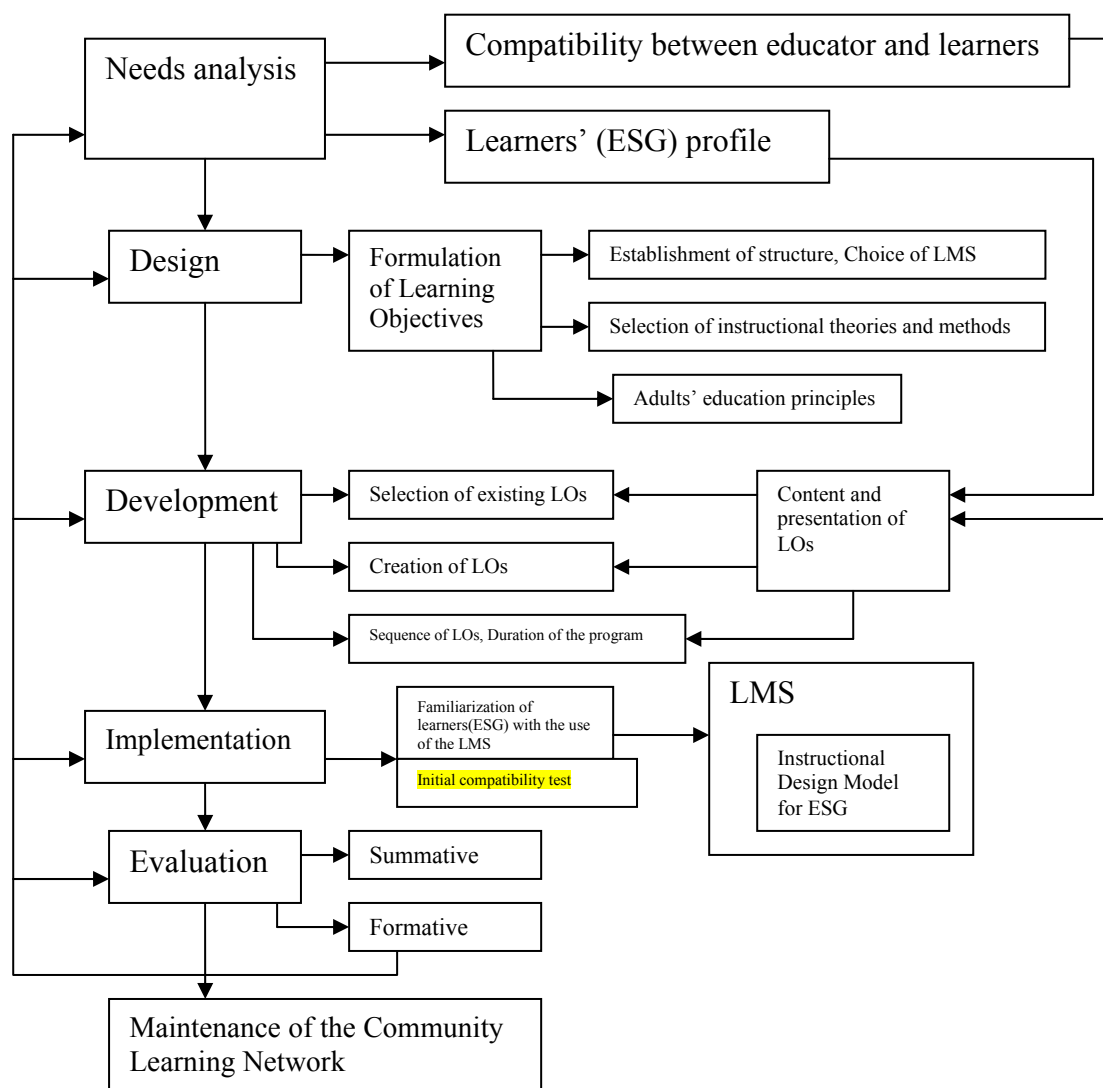 Compatibility between educator and learners
Needs analysis
Learners’ (ESG) profile
Design
Formulation
of Learning
Objectives
Establishment of structure, Choice of LMS
Selection of instructional theories and methods
Adults’ education principles
Development
Selection of existing LOs
Content and
presentation of
LOs
Creation of LOs
Sequence of LOs, Duration of the program
Implementation
Familiarization of
learners(ESG) with the use
of the LMS
Initial compatibility test
LMS
Instructional
Design Model
for ESG
Evaluation
Summative
Formative
Maintenance of the Community
Learning Network